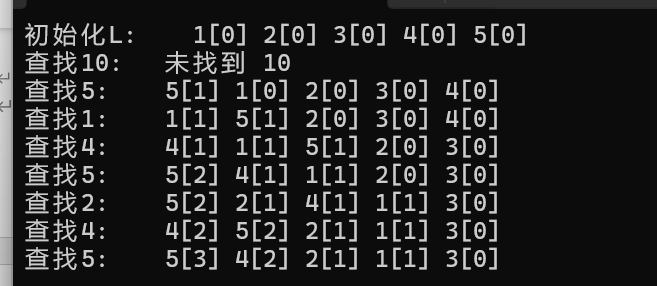 初始化L: 1[0] 2[0] 3[0] 4[0] 5[0]
查找10: 未找到 10
查找5: 5[1] 1[0] 2[0] 3[0] 4[0]
查找1: 1[1] 5[1] 2[0] 3[0] 4[0]
查找4: 4[1] 1[1] 5[1] 2[0] 3[0]
查找5: 5[2] 4[1] 1[1] 2[0] 3[0]
查找2: 5[2] 2[1] 4[1] 1[1] 3[0]
查找4: 4[2] 5[2] 2[1] 1[1] 3[0]
查找5: 5[3] 4[2] 2[1] 1[1] 3[0]